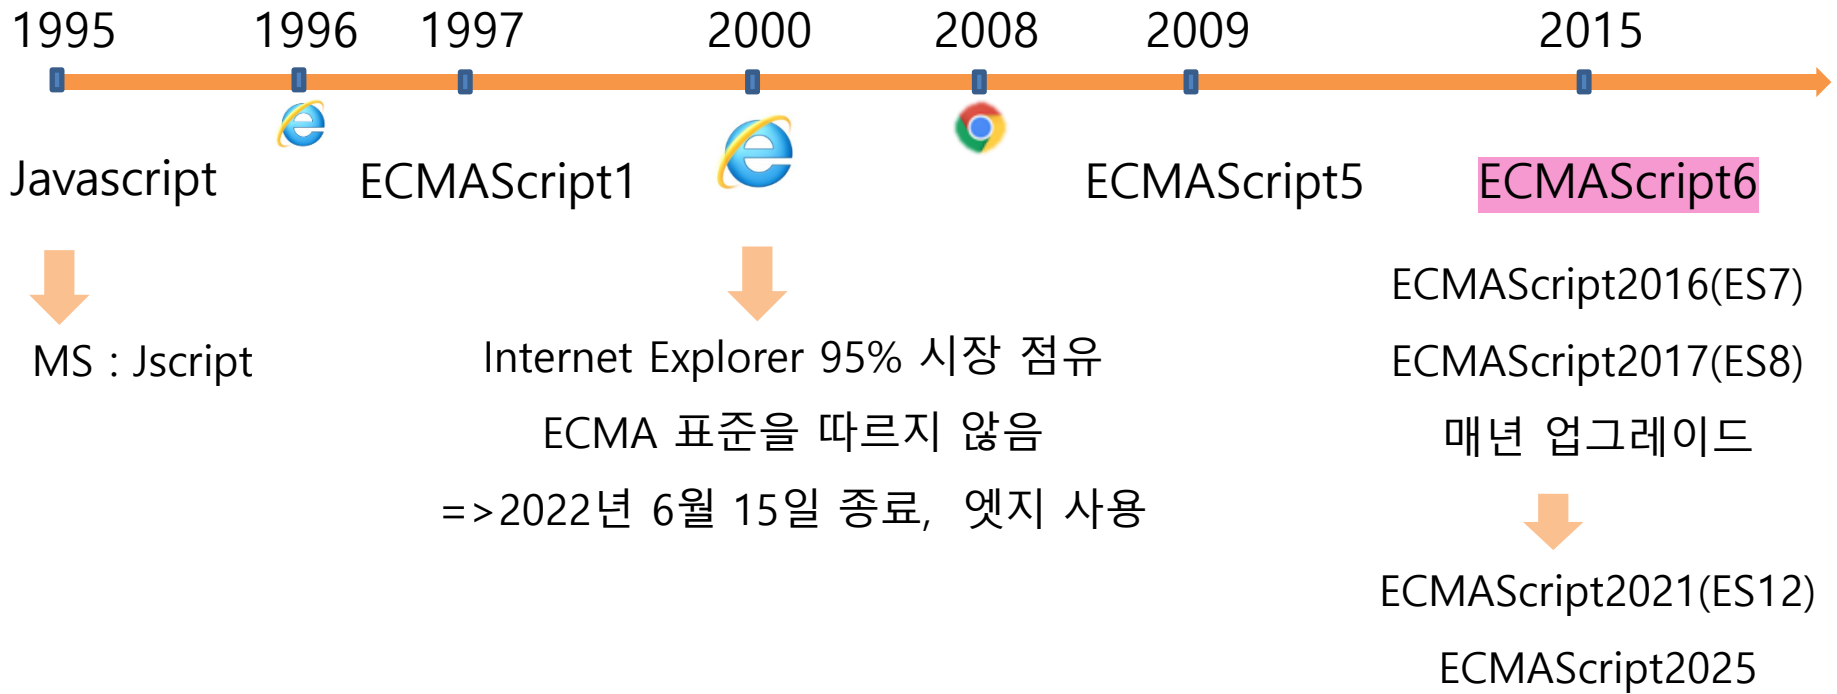 1995 1996 1997 2000 2008 2009 2015
Javascript ECMAScript1 ECMAScript5 ECMAScript6
MS : Jscript
Internet Explorer 95% 시장 점유
ECMA 표준을 따르지 않음
=>2022년 6월 15일 종료, 엣지 사용
ECMAScript2016(ES7)
ECMAScript2017(ES8)
매년 업그레이드
ECMAScript2021(ES12)
ECMAScript2025